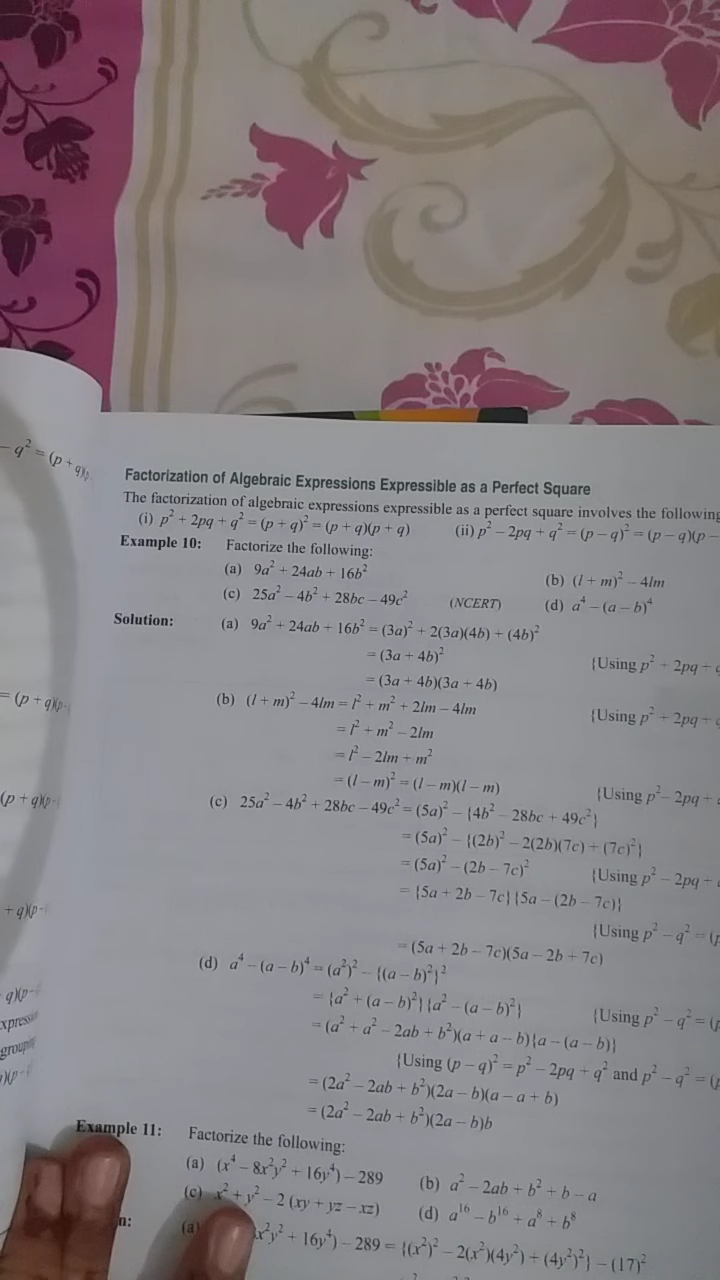 – q² = (p + q)(p
= (p + q)(p
(p + q)(p
+ q)(p
q)(p
Factorization of Algebraic Expressions Expressible as a Perfect Square
The factorization of algebraic expressions expressible as a perfect square involves the following
(i) p² + 2pq + q² = (p + q)² = (p + q)(p + q) (ii) p² – 2pq + q² = (p – q)² = (p – q)(p –
Example 10: Factorize the following:
(a) 9a² + 24ab + 16b² (b) (l + m)² – 4lm
(c) 25a² – 4b² + 28bc – 49c² (NCERT) (d) a⁴ – (a – b)⁴
Solution: (a) 9a² + 24ab + 16b² = (3a)² + 2(3a)(4b) + (4b)²
= (3a + 4b)² {Using p² + 2pq +
= (3a + 4b)(3a + 4b)
(b) (l + m)² – 4lm = l² + m² + 2lm – 4lm {Using p² + 2pq +
= l² + m² – 2lm
= l² – 2lm + m²
= (l – m)² = (l – m)(l – m) {Using p² – 2pq +
(c) 25a² – 4b² + 28bc – 49c² = (5a)² – {4b² – 28bc + 49c²}
= (5a)² – {(2b)² – 2(2b)(7c) + (7c)²}
= (5a)² – (2b – 7c)² {Using p² – 2pq +
= {5a + 2b – 7c}{5a – (2b – 7c)}
{Using p² – q² = (
= (5a + 2b – 7c)(5a – 2b + 7c)
(d) a⁴ – (a – b)⁴ = (a²)² – {(a – b)²}²
= {a² + (a – b)²}{a² – (a – b)²} {Using p² – q² = (
= (a² + a² – 2ab + b²)(a + a – b){a – (a – b)}
{Using (p – q)² = p² – 2pq + q² and p² – q² = (
= (2a² – 2ab + b²)(2a – b)(a – a + b)
= (2a² – 2ab + b²)(2a – b)b
Example 11: Factorize the following:
(a) (x⁴ – 8x²y² + 16y⁴) – 289 (b) a² – 2ab + b² + b – a
(c) x² + y² – 2 (xy + yz – xz) (d) a¹⁶ – b¹⁶ + a⁸ + b⁸
n: (a) x²y² + 16y⁴) – 289 = {(x²)² – 2(x²)(4y²) + (4y²)²} – (17)²